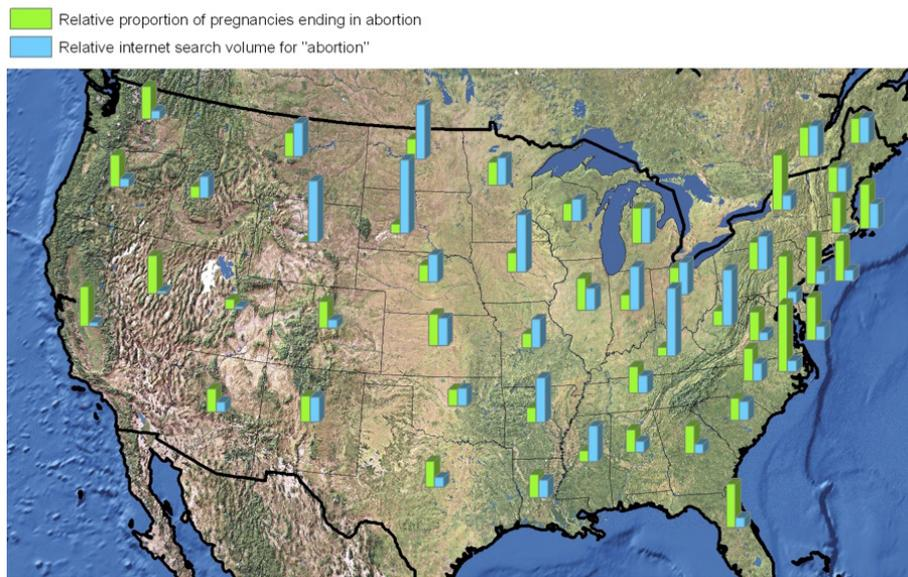 Relative proportion of pregnancies ending in abortion
Relative internet search volume for "abortion"